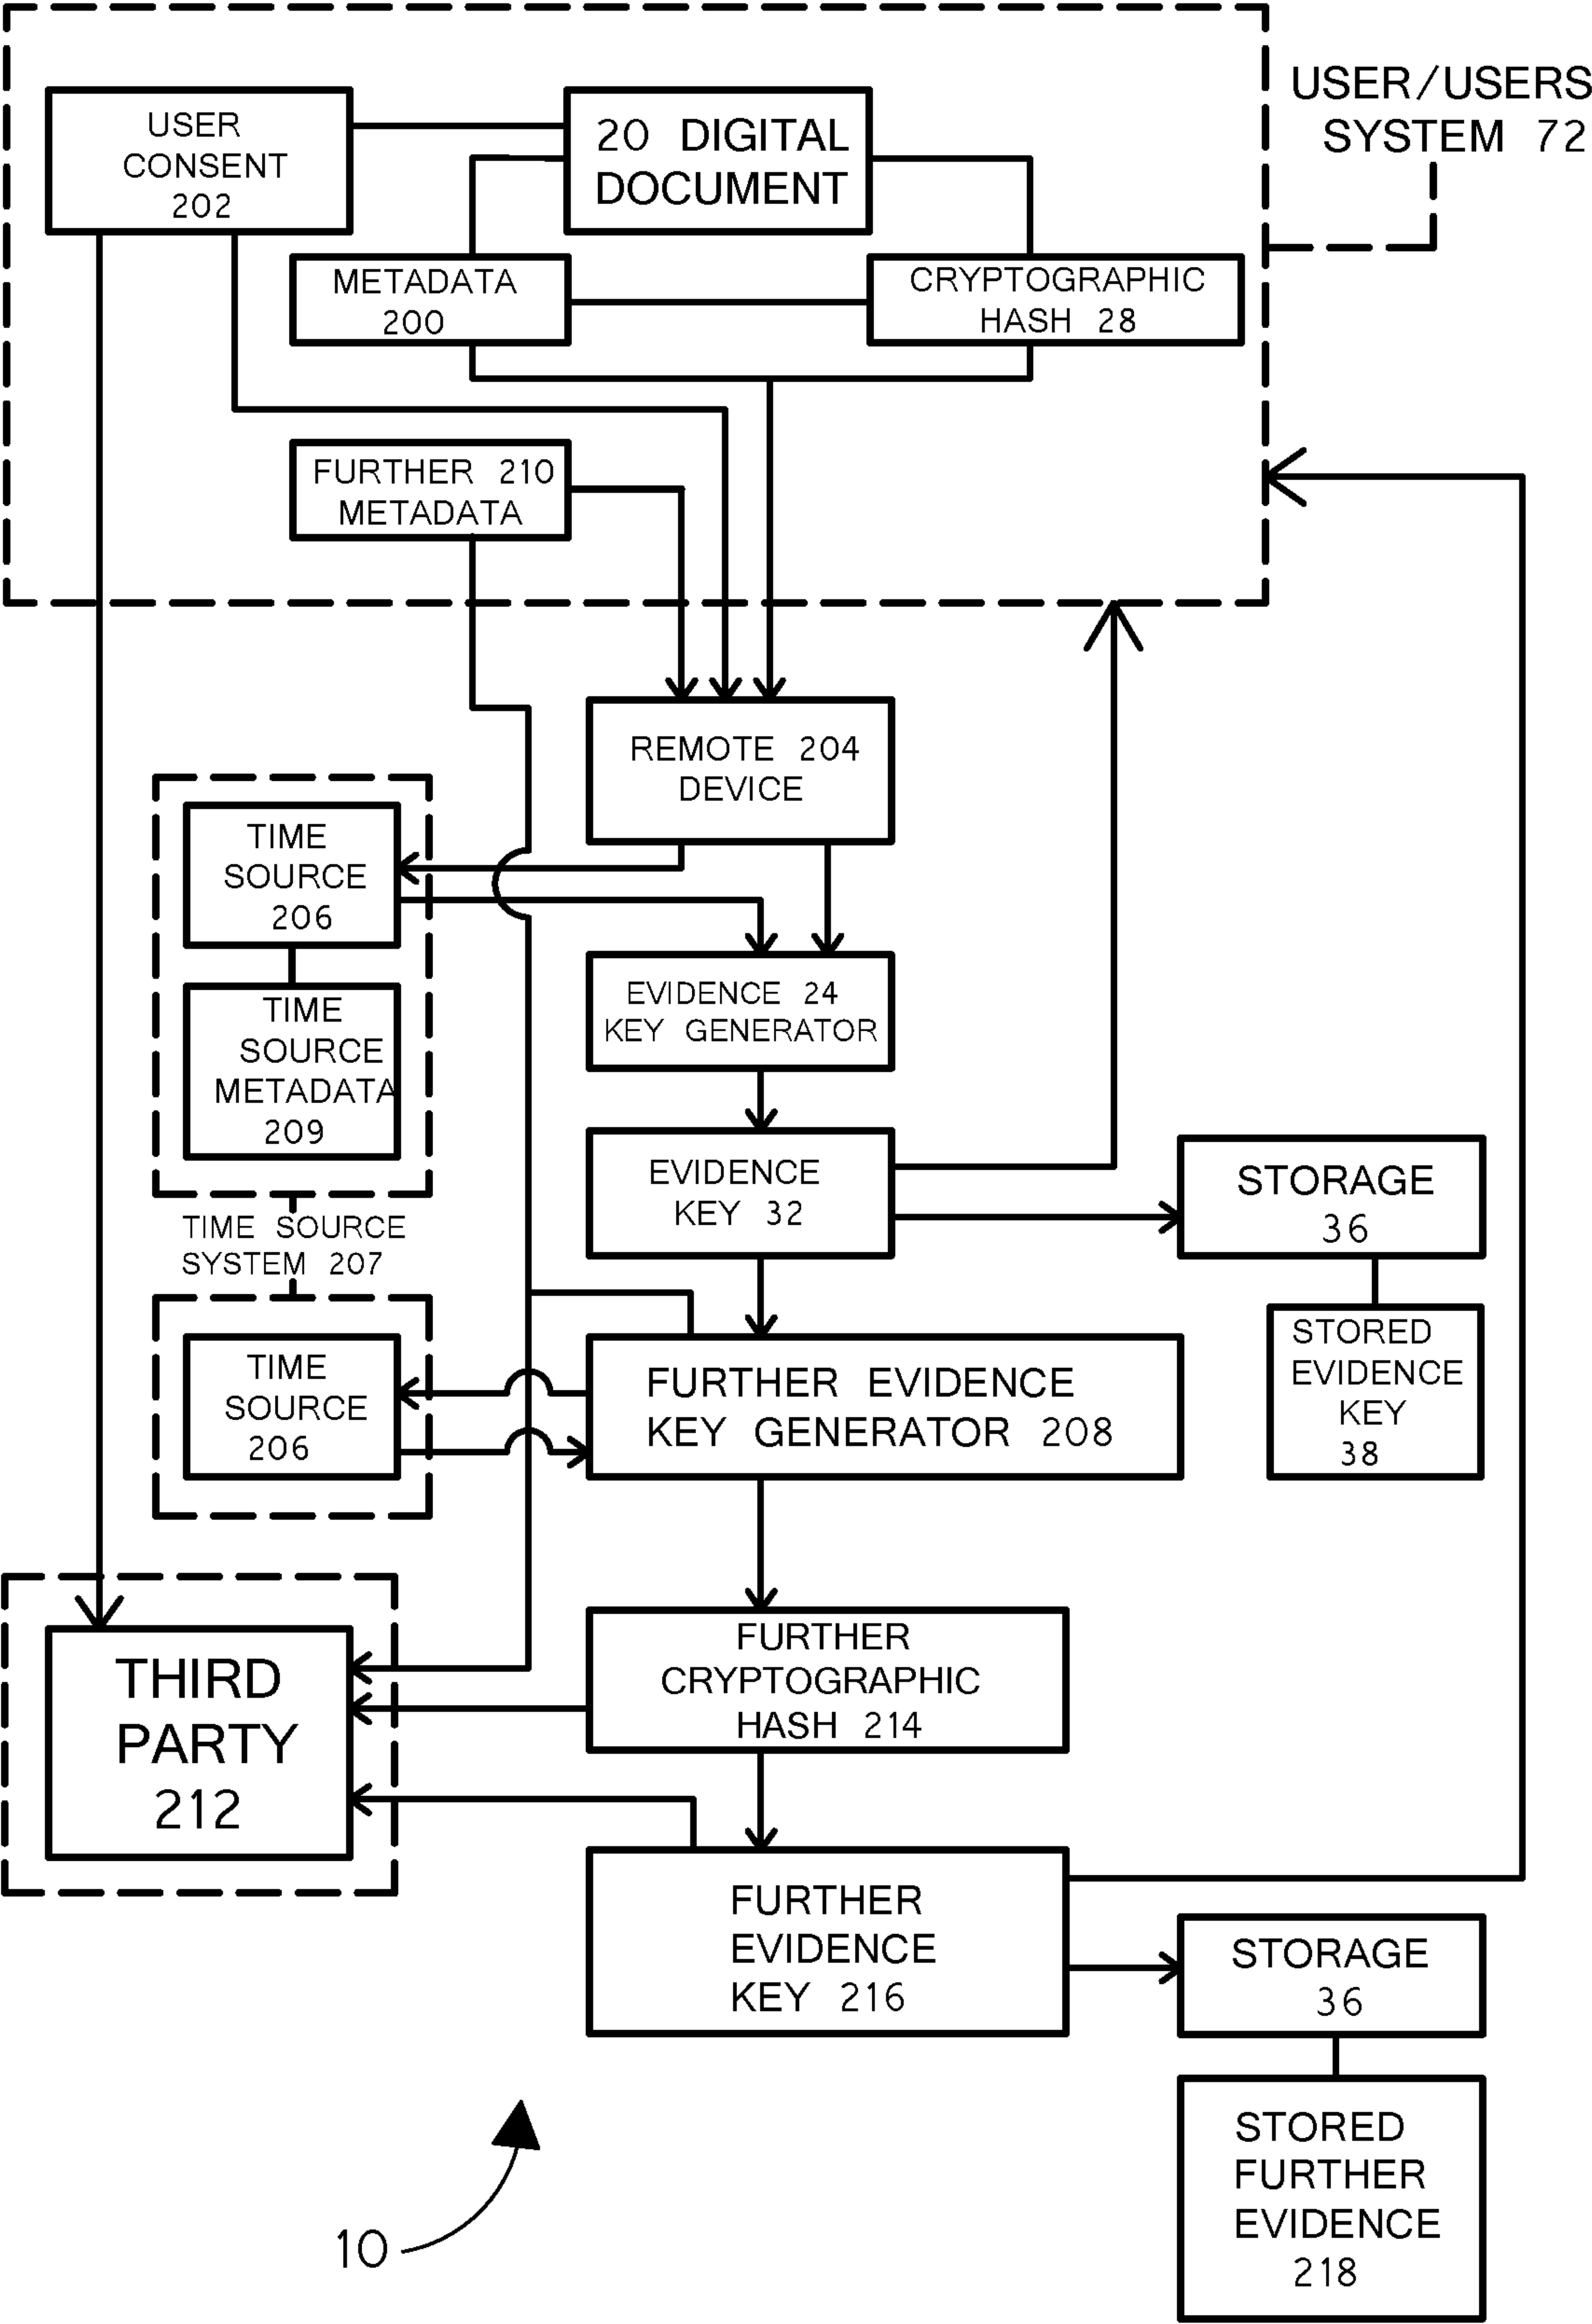 USER/USERS
SYSTEM 72
USER
CONSENT
202
20 DIGITAL
DOCUMENT
METADATA
200
CRYPTOGRAPHIC
HASH 28
FURTHER 210
METADATA
REMOTE 204
DEVICE
TIME
SOURCE
206
TIME
SOURCE
METADATA
209
EVIDENCE 24
KEY GENERATOR
EVIDENCE
KEY 32
STORAGE
36
TIME SOURCE
SYSTEM 207
STORED
EVIDENCE
KEY
38
TIME
SOURCE
206
FURTHER EVIDENCE
KEY GENERATOR 208
THIRD
PARTY
212
FURTHER
CRYPTOGRAPHIC
HASH 214
FURTHER
EVIDENCE
KEY 216
STORAGE
36
STORED
FURTHER
EVIDENCE
218
10